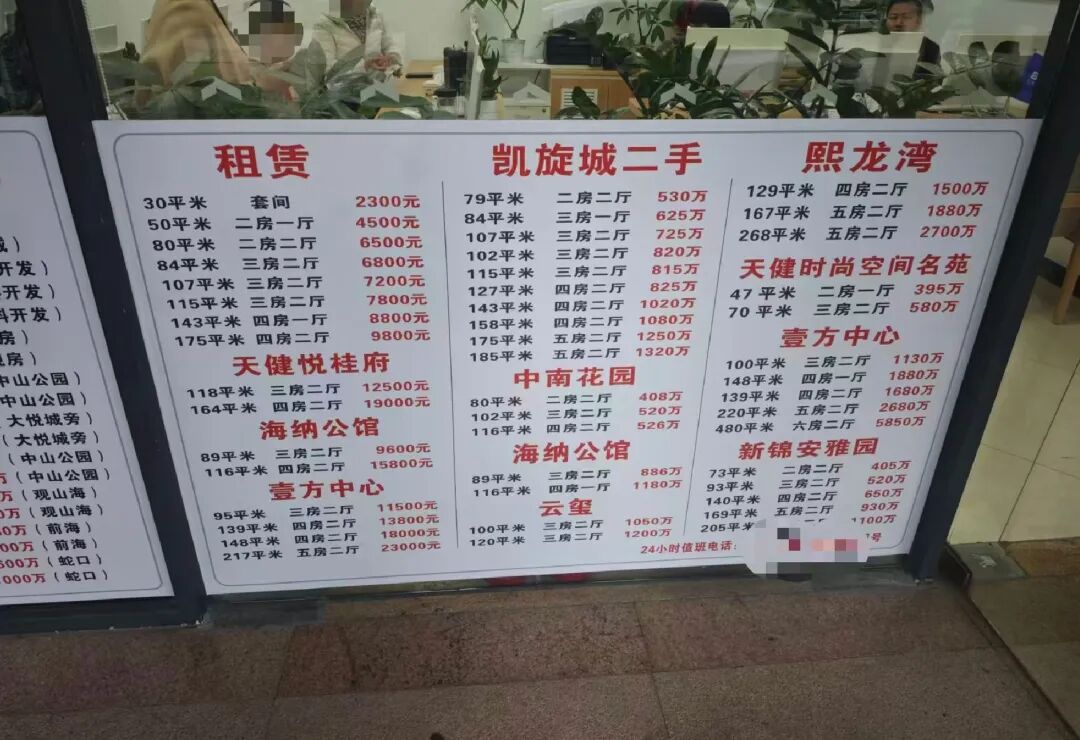 开发）
开发）
料开发）
中山公园）
中山公园）
大悦城旁）
（大悦城旁）
（中山公园）
（中山公园）
（观山海）
（观山海）
（前海）
（前海）
（蛇口）
000万（蛇口）
租赁
30平米 套间 2300元
50平米 二房一厅 4500元
80平米 二房二厅 6500元
84平米 三房二厅 6800元
107平米 三房二厅 7200元
115平米 三房二厅 7800元
143平米 四房一厅 8800元
175平米 四房二厅 9800元
天健悦桂府
118平米 三房二厅 12500元
164平米 四房二厅 19000元
海纳公馆
89平米 三房二厅 9600元
116平米 四房二厅 15800元
壹方中心
95平米 三房二厅 11500元
139平米 四房二厅 13800元
148平米 四房二厅 18000元
217平米 五房二厅 23000元
凯旋城二手
79平米 二房二厅 530万
84平米 三房一厅 625万
107平米 三房二厅 725万
102平米 三房二厅 820万
115平米 三房二厅 815万
127平米 四房二厅 825万
143平米 四房二厅 1020万
158平米 四房二厅 1080万
175平米 五房二厅 1250万
185平米 五房二厅 1320万
中南花园
80平米 二房二厅 408万
102平米 三房二厅 520万
116平米 四房二厅 526万
海纳公馆
89平米 三房二厅 886万
116平米 四房一厅 1180万
云玺
100平米 三房二厅 1050万
120平米 三房二厅 1200万
熙龙湾
129平米 四房二厅 1500万
167平米 五房二厅 1880万
268平米 五房二厅 2700万
天健时尚空间名苑
47平米 二房一厅 395万
70平米 三房二厅 580万
壹方中心
100平米 三房二厅 1130万
148平米 四房一厅 1880万
139平米 四房二厅 1680万
220平米 五房二厅 2680万
480平米 六房二厅 5850万
新锦安雅园
73平米 二房二厅 405万
93平米 三房二厅 520万
140平米 四房二厅 650万
169平米 五房二厅 930万
205平米 1100万
24小时值班电话：